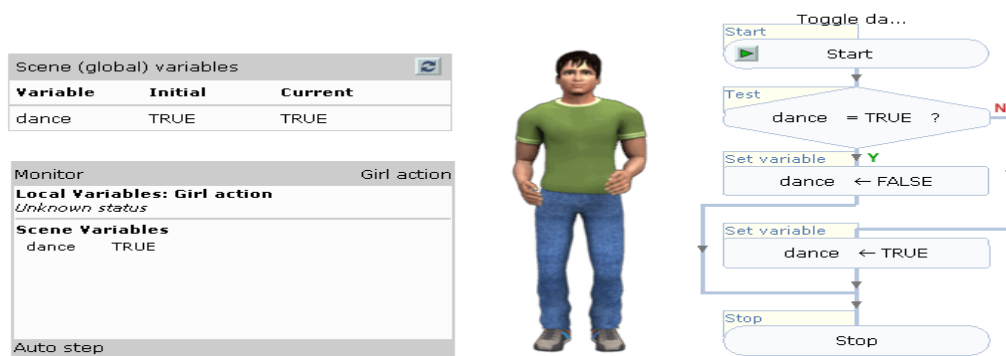 Scene (global) variables
Variable Initial Current
dance TRUE TRUE
Monitor Girl action
Local Variables: Girl action
Unknown status
Scene Variables
dance TRUE
Auto step
Toggle da...
Start
Start
Test
dance = TRUE ?
N
Y
Set variable
dance ← FALSE
Set variable
dance ← TRUE
Stop
Stop